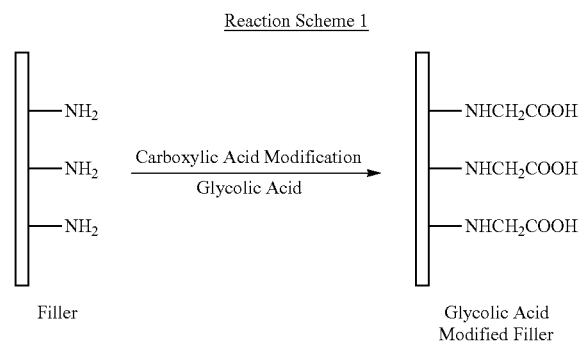 Reaction Scheme 1
NH₂
NH₂
NH₂
Carboxylic Acid Modification
Glycolic Acid
NHCH₂COOH
NHCH₂COOH
NHCH₂COOH
Filler
Glycolic Acid
Modified Filler